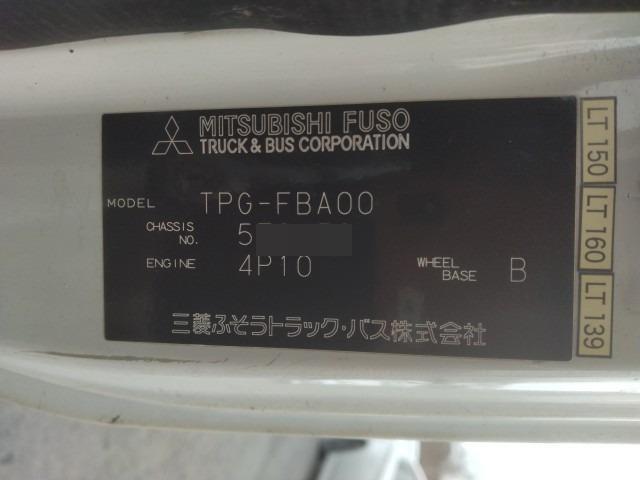 MITSUBISHI FUSO
TRUCK & BUS CORPORATION
MODEL TPG-FBA00
CHASSIS NO. 5
ENGINE 4P10
WHEEL BASE B
三菱ふそうトラック・バス株式会社
LT 150
LT 160
LT 139